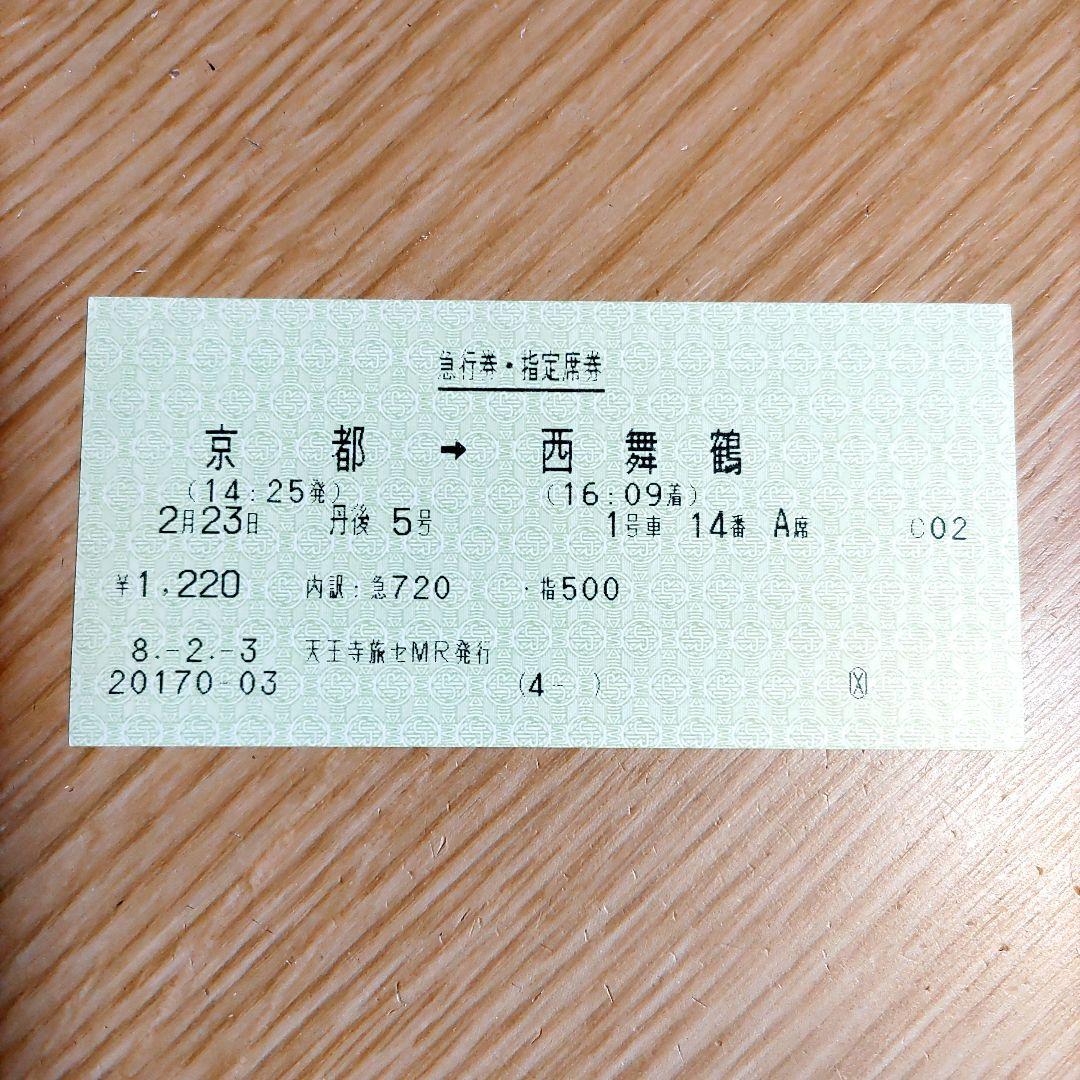 急行券・指定席券
京都 → 西舞鶴
(14:25発) (16:09着)
2月23日 丹後 5号 1号車 14番 A席 C02
¥1,220 内訳:急720 ・指500
8.-2.-3 天王寺旅セMR発行
20170-03 (4- )